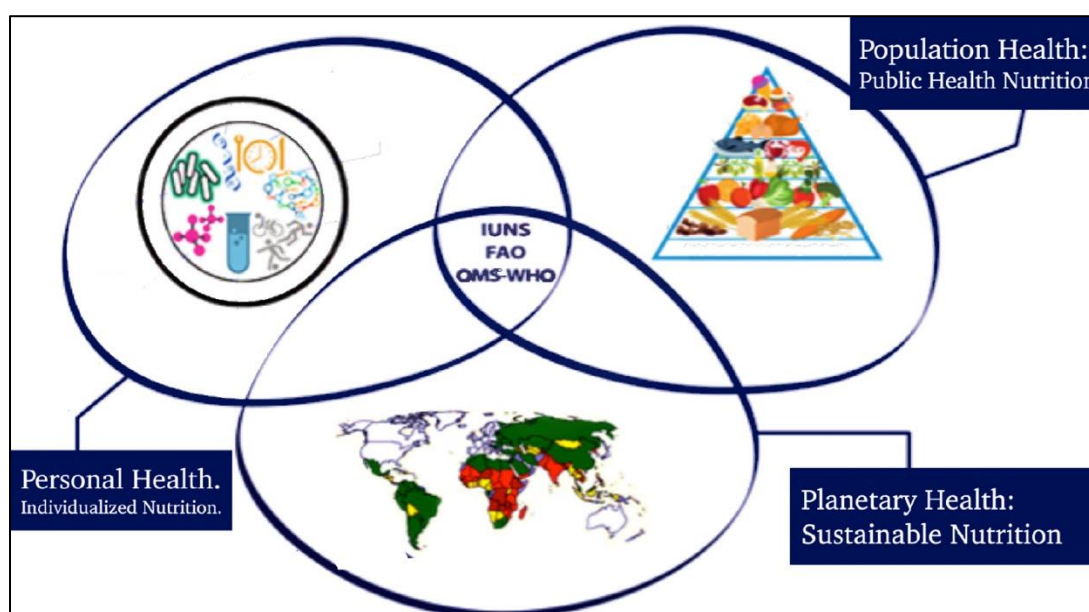 Population Health:
Public Health Nutrition
IUNS
FAO
OMS-WHO
Personal Health.
Individualized Nutrition.
Planetary Health:
Sustainable Nutrition